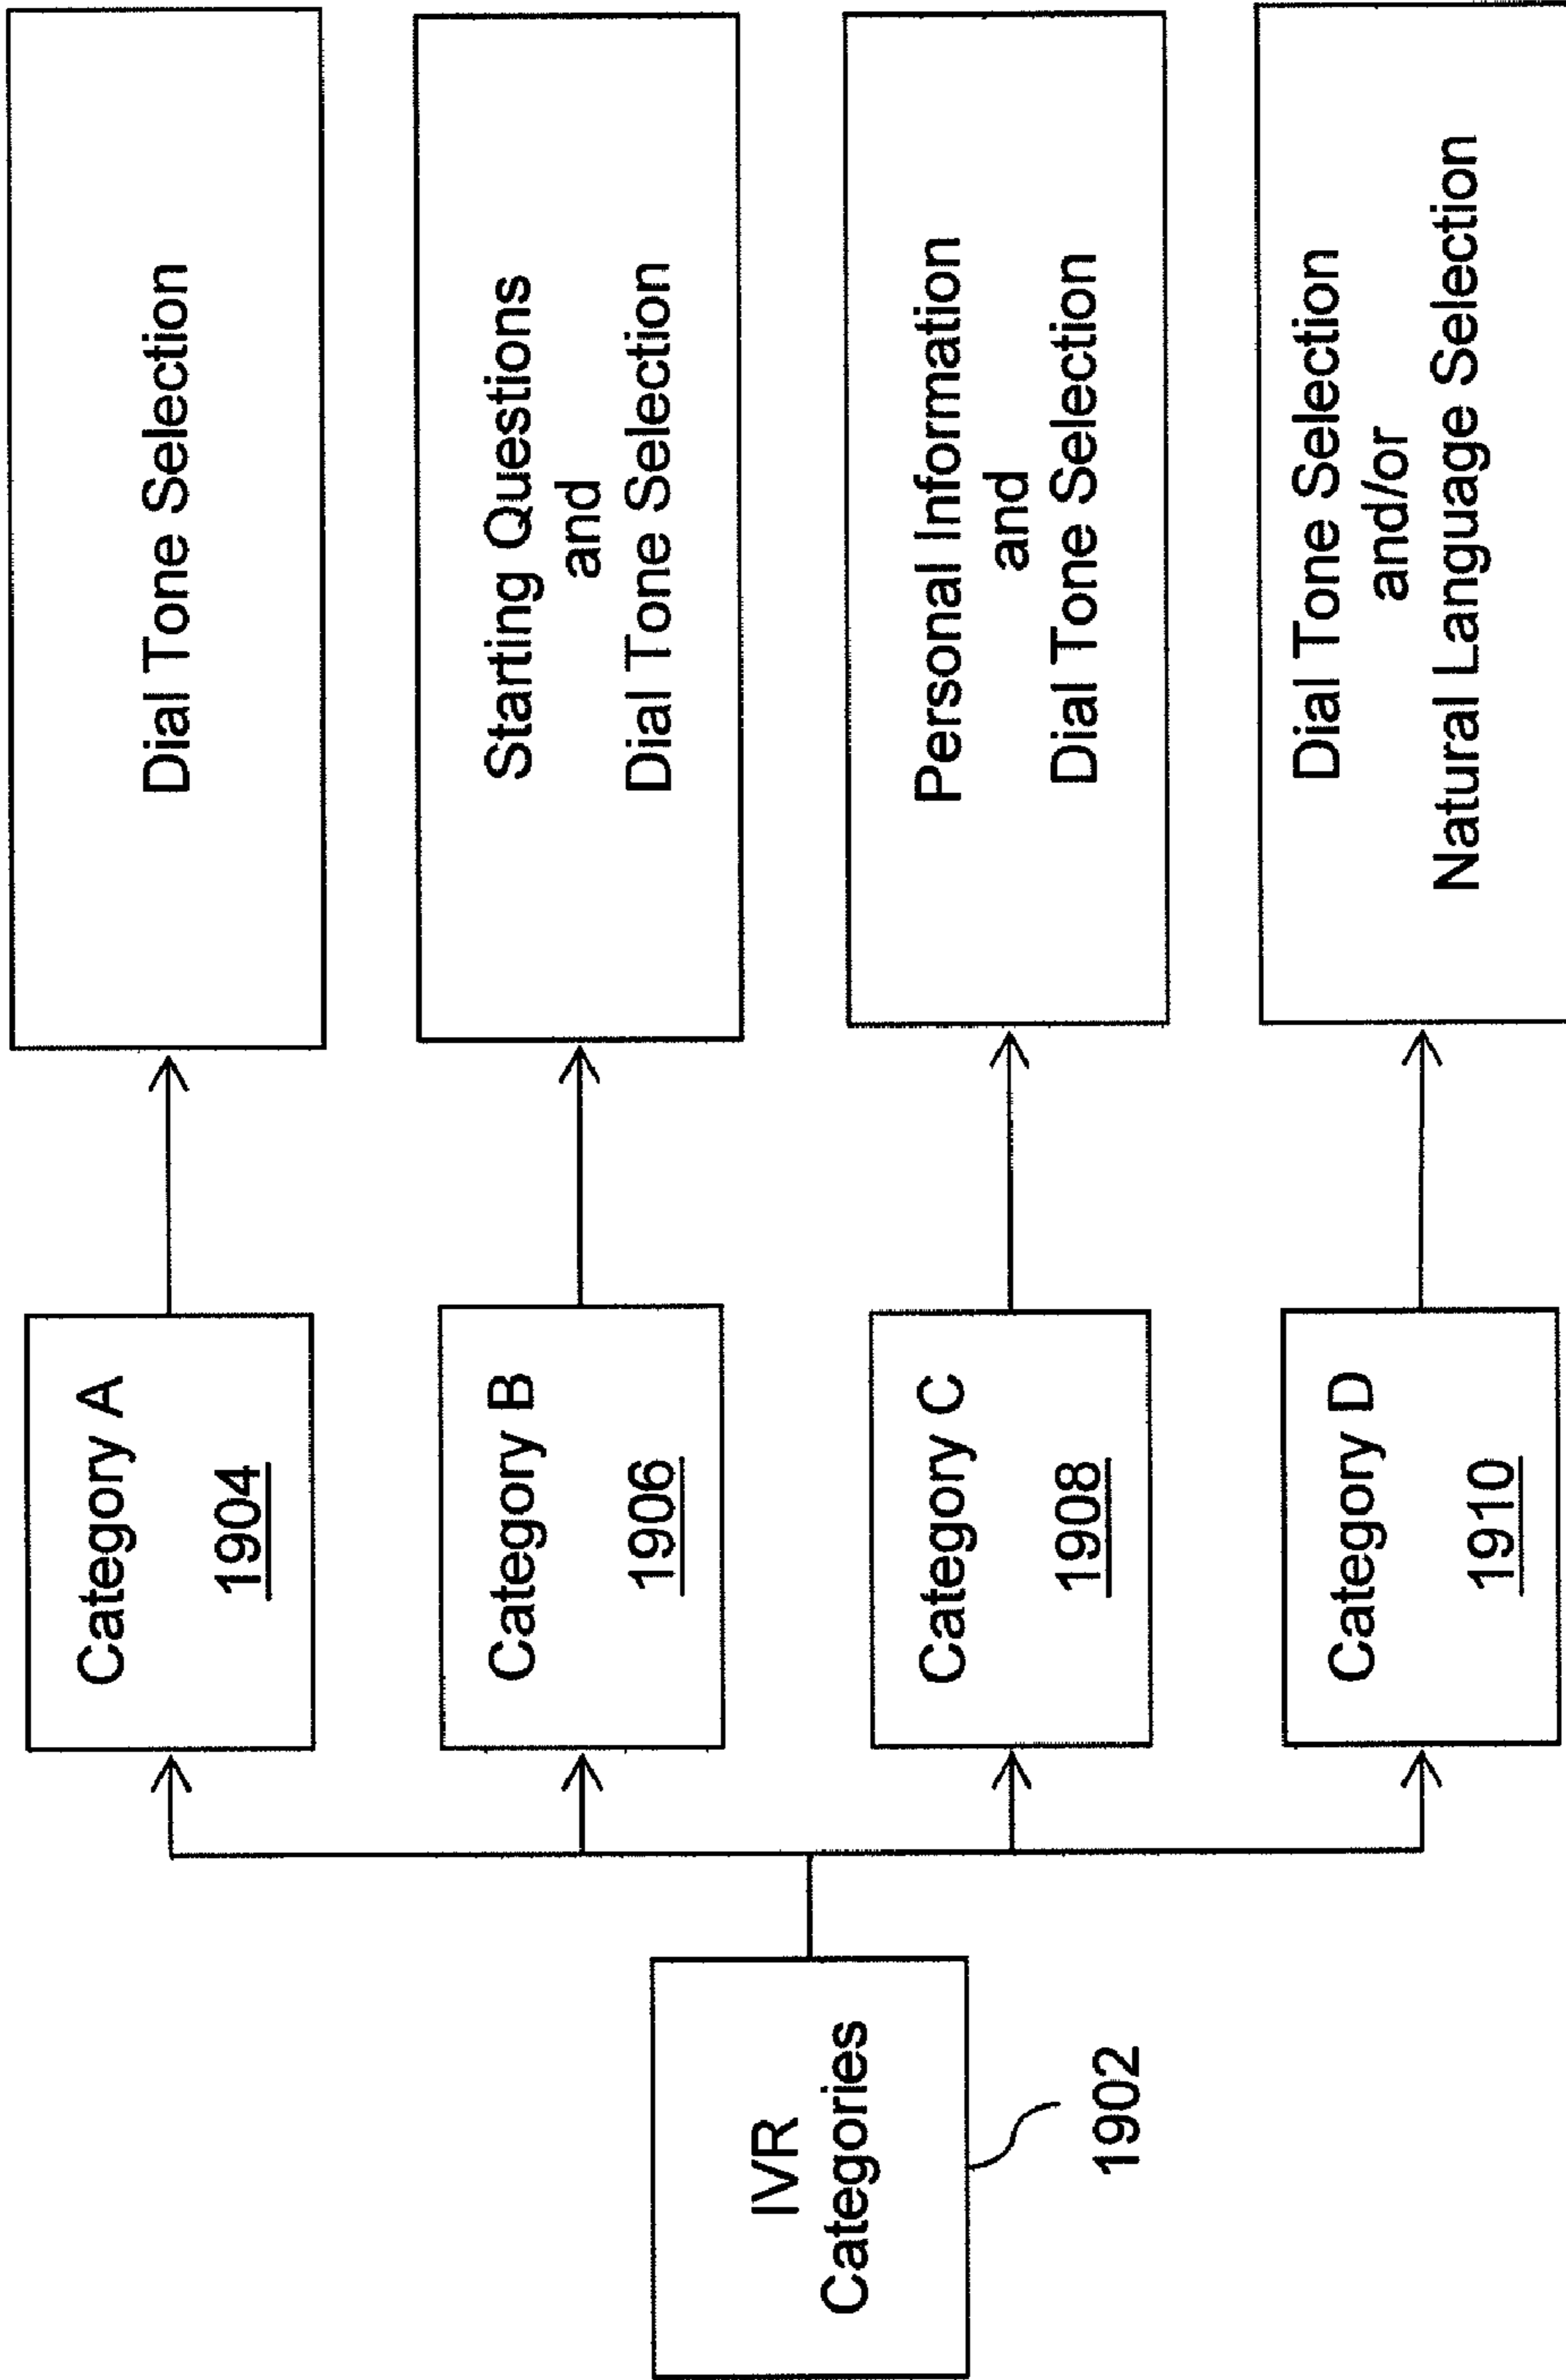 IVR
Categories
1902
Category A
1904
Dial Tone Selection
Category B
1906
Starting Questions
and
Dial Tone Selection
Category C
1908
Personal Information
and
Dial Tone Selection
Category D
1910
Dial Tone Selection
and/or
Natural Language Selection